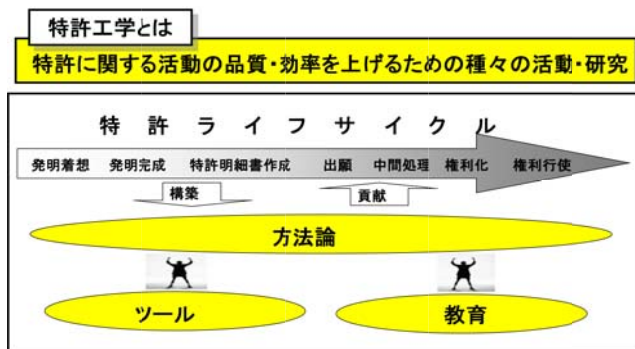 特許工学とは
特許に関する活動の品質・効率を上げるための種々の活動・研究
特許ライフサイクル
発明着想 発明完成 特許明細書作成 出願 中間処理 権利化 権利行使
構築 貢献
方法論
ツール 教育